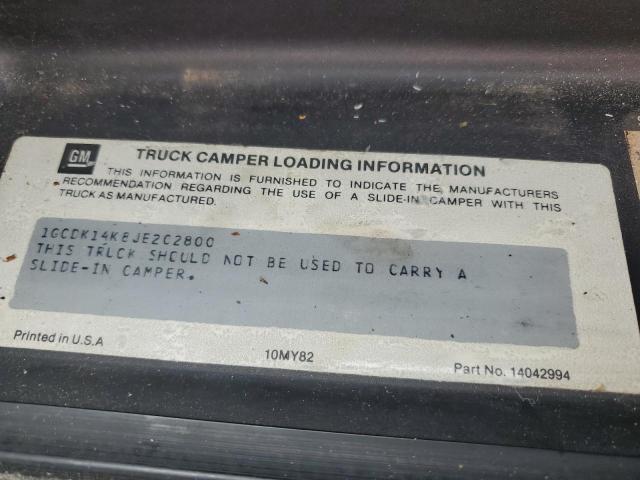 GM
TRUCK CAMPER LOADING INFORMATION
THIS INFORMATION IS FURNISHED TO INDICATE THE MANUFACTURERS
RECOMMENDATION REGARDING THE USE OF A SLIDE-IN CAMPER WITH THIS
TRUCK AS MANUFACTURED.
1GCDK14K8JE2C2800
THIS TRUCK SHOULD NOT BE USED TO CARRY A
SLIDE-IN CAMPER.
Printed in U.S.A
10MY82
Part No. 14042994